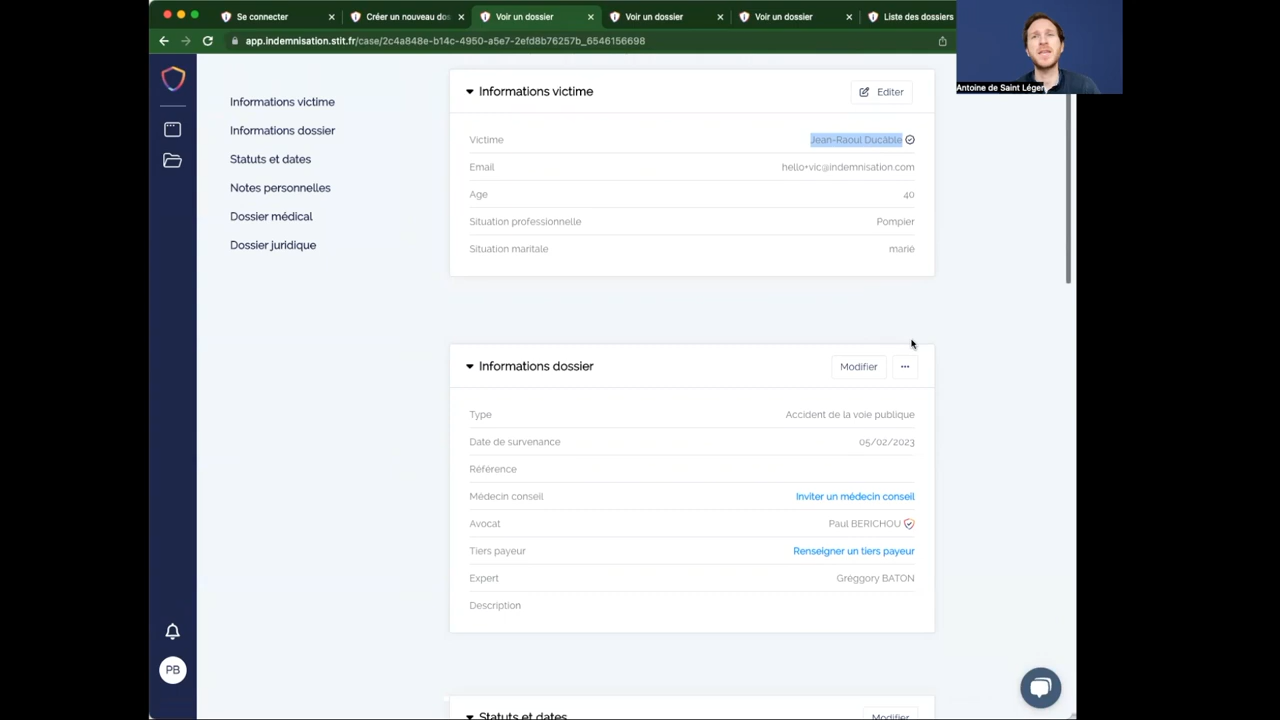 Se connecter
Créer un nouveau dos
Voir un dossier
Voir un dossier
Voir un dossier
Liste des dossiers
app.indemnisation.stit.fr/case/2c4a848e-b14c-4950-a5e7-2efd8b76257b_6546156698
Antoine de Saint Léger
Informations victime
Informations dossier
Statuts et dates
Notes personnelles
Dossier médical
Dossier juridique
Informations victime
Editer
Victime Jean-Raoul Ducâble
Email hello+vic@indemnisation.com
Age 40
Situation professionnelle Pompier
Situation maritale marié
Informations dossier
Modifier
Type Accident de la voie publique
Date de survenance 05/02/2023
Référence
Médecin conseil Inviter un médecin conseil
Avocat Paul BERICHOU
Tiers payeur Renseigner un tiers payeur
Expert Gréggory BATON
Description
Statuts et dates
Modifier
PB